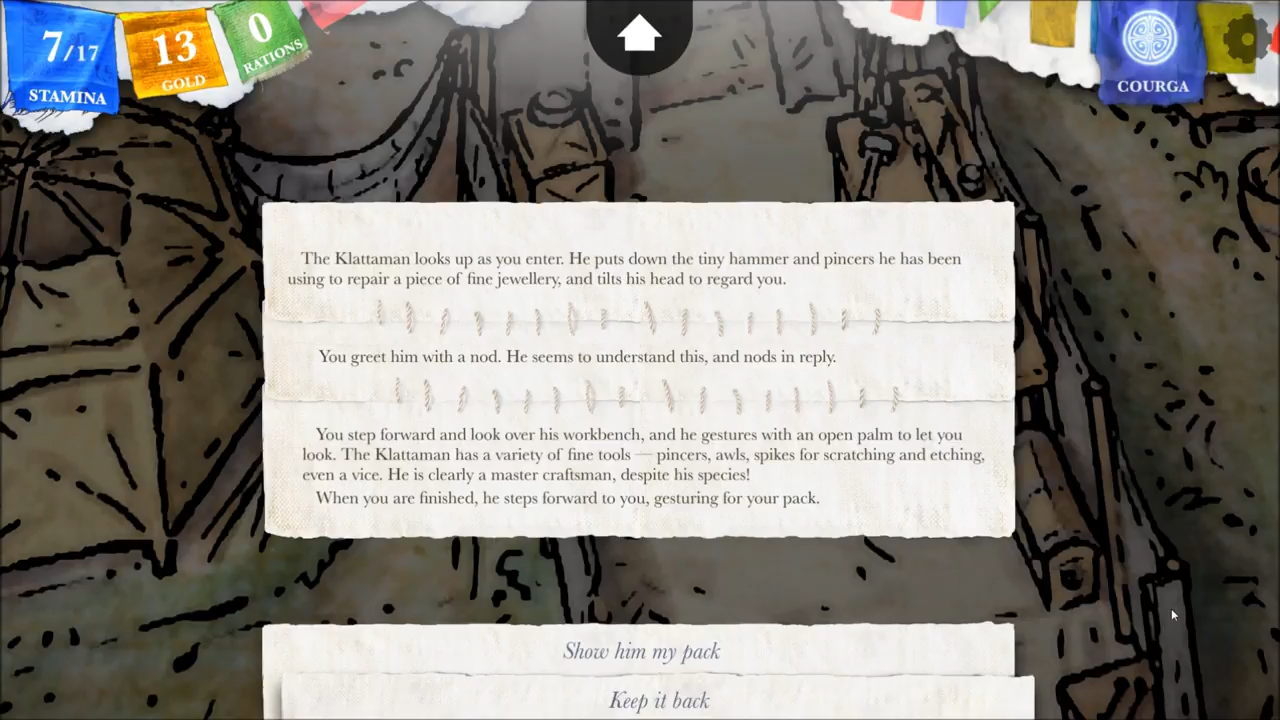 7/17
STAMINA
13
GOLD
0
RATIONS
COURGA
The Klattaman looks up as you enter. He puts down the tiny hammer and pincers he has been
using to repair a piece of fine jewellery, and tilts his head to regard you.
You greet him with a nod. He seems to understand this, and nods in reply.
You step forward and look over his workbench, and he gestures with an open palm to let you
look. The Klattaman has a variety of fine tools — pincers, awls, spikes for scratching and etching,
even a vice. He is clearly a master craftsman, despite his species!
When you are finished, he steps forward to you, gesturing for your pack.
Show him my pack
Keep it back